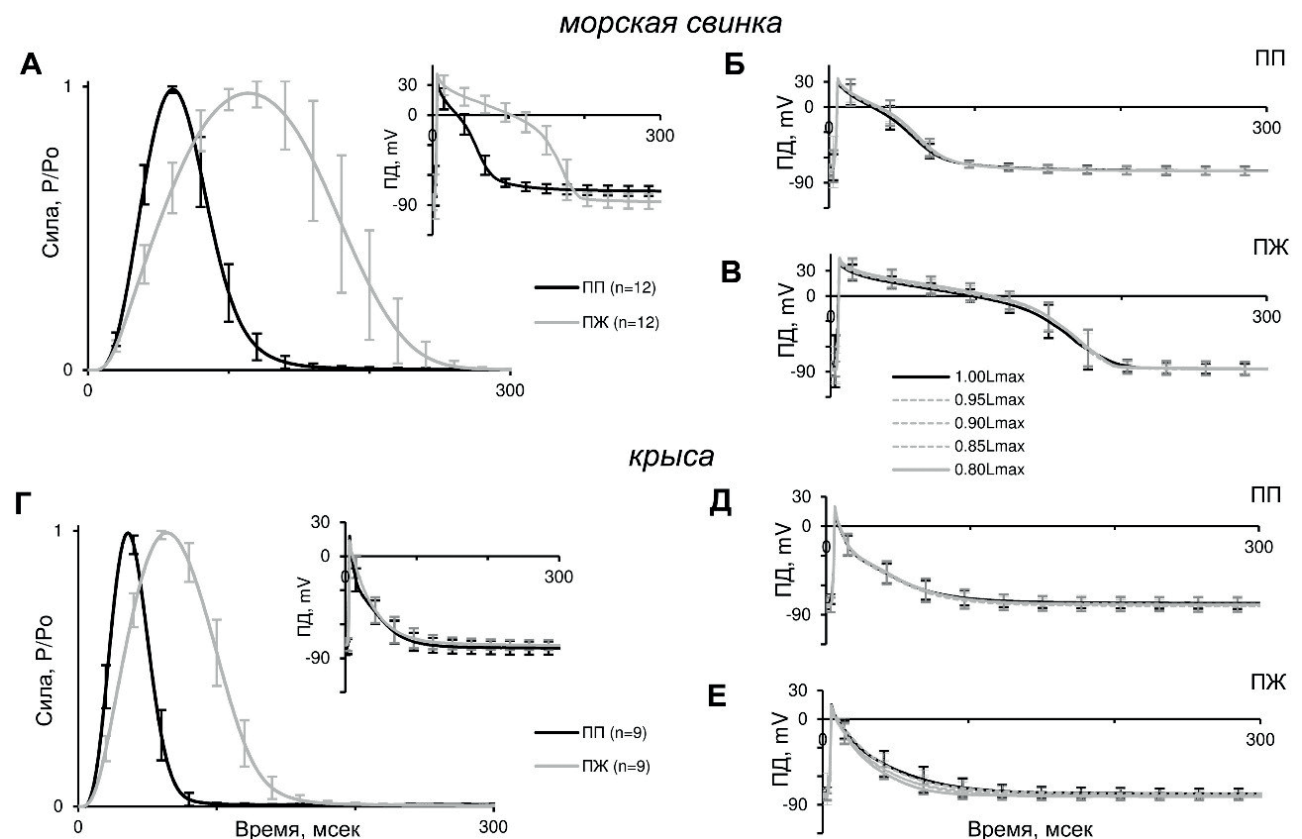 морская свинка
А
Сила, P/Po
1
0
0
300
ПД, mV
30
0
-90
0
300
ПП (n=12)
ПЖ (n=12)
Б
ПП
ПД, mV
30
0
-90
0
300
В
ПЖ
ПД, mV
30
0
-90
0
300
1.00Lmax
0.95Lmax
0.90Lmax
0.85Lmax
0.80Lmax
крыса
Г
Сила, P/Po
1
0
0
Время, мсек
300
ПД, mV
30
0
-90
0
300
ПП (n=9)
ПЖ (n=9)
Д
ПП
ПД, mV
30
0
-90
0
300
Е
ПЖ
ПД, mV
30
0
-90
0
300
Время, мсек